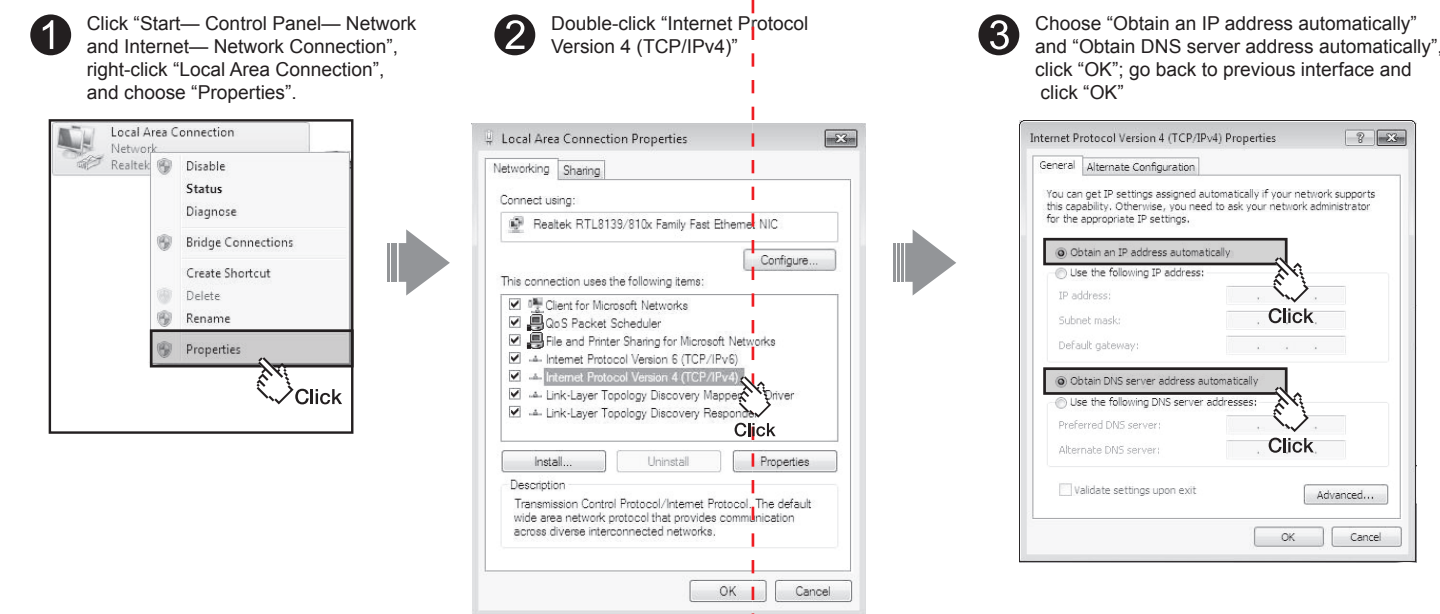 1
Click “Start— Control Panel— Network
and Internet— Network Connection”,
right-click “Local Area Connection”,
and choose “Properties”.
Local Area Connection
Network
Realtek
Disable
Status
Diagnose
Bridge Connections
Create Shortcut
Delete
Rename
Properties
Click
2
Double-click “Internet Protocol
Version 4 (TCP/IPv4)”
Local Area Connection Properties
Networking
Sharing
Connect using:
Realtek RTL8139/810x Family Fast Ethernet NIC
Configure...
This connection uses the following items:
Client for Microsoft Networks
QoS Packet Scheduler
File and Printer Sharing for Microsoft Networks
Internet Protocol Version 6 (TCP/IPv6)
Internet Protocol Version 4 (TCP/IPv4)
Link-Layer Topology Discovery Mapper Driver
Link-Layer Topology Discovery Responder
Click
Install...
Uninstall
Properties
Description
Transmission Control Protocol/Internet Protocol. The default
wide area network protocol that provides communication
across diverse interconnected networks.
OK
Cancel
3
Choose “Obtain an IP address automatically”
and “Obtain DNS server address automatically”,
click “OK”; go back to previous interface and
click “OK”
Internet Protocol Version 4 (TCP/IPv4) Properties
General
Alternate Configuration
You can get IP settings assigned automatically if your network supports
this capability. Otherwise, you need to ask your network administrator
for the appropriate IP settings.
Obtain an IP address automatically
Use the following IP address:
IP address:
Subnet mask:
Click
Default gateway:
Obtain DNS server address automatically
Use the following DNS server addresses:
Preferred DNS server:
Alternate DNS server:
Click
Validate settings upon exit
Advanced...
OK
Cancel